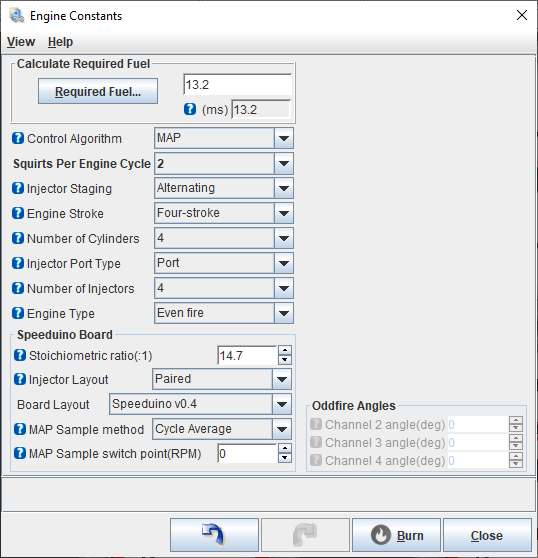 Engine Constants
View Help
Calculate Required Fuel
Required Fuel...
13.2
(ms) 13.2
Control Algorithm MAP
Squirts Per Engine Cycle 2
Injector Staging Alternating
Engine Stroke Four-stroke
Number of Cylinders 4
Injector Port Type Port
Number of Injectors 4
Engine Type Even fire
Speeduino Board
Stoichiometric ratio(:1) 14.7
Injector Layout Paired
Board Layout Speeduino v0.4
MAP Sample method Cycle Average
MAP Sample switch point(RPM) 0
Oddfire Angles
Channel 2 angle(deg) 0
Channel 3 angle(deg) 0
Channel 4 angle(deg) 0
Burn
Close